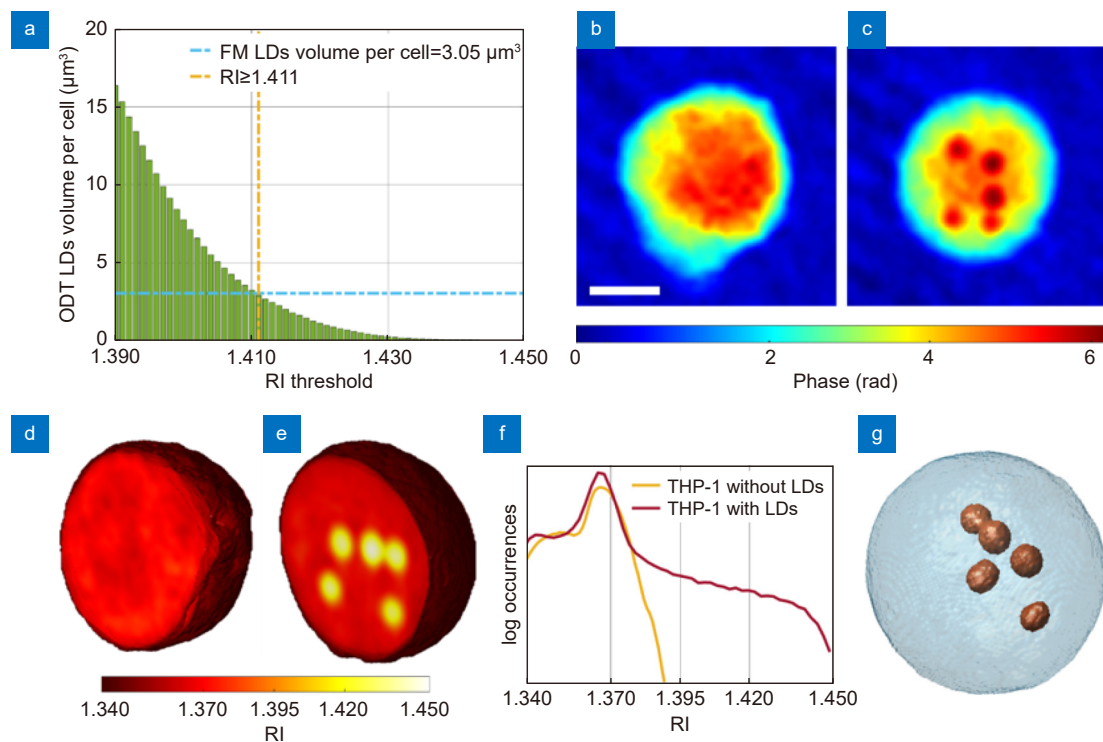 a
20
15
10
5
0
ODT LDs volume per cell (μm³)
FM LDs volume per cell=3.05 μm³
RI≥1.411
1.390
1.410
1.430
1.450
RI threshold
b
c
0
2
4
6
Phase (rad)
d
e
1.340
1.370
1.395
1.420
1.450
RI
f
log occurrences
THP-1 without LDs
THP-1 with LDs
1.340
1.370
1.395
1.420
1.450
RI
g